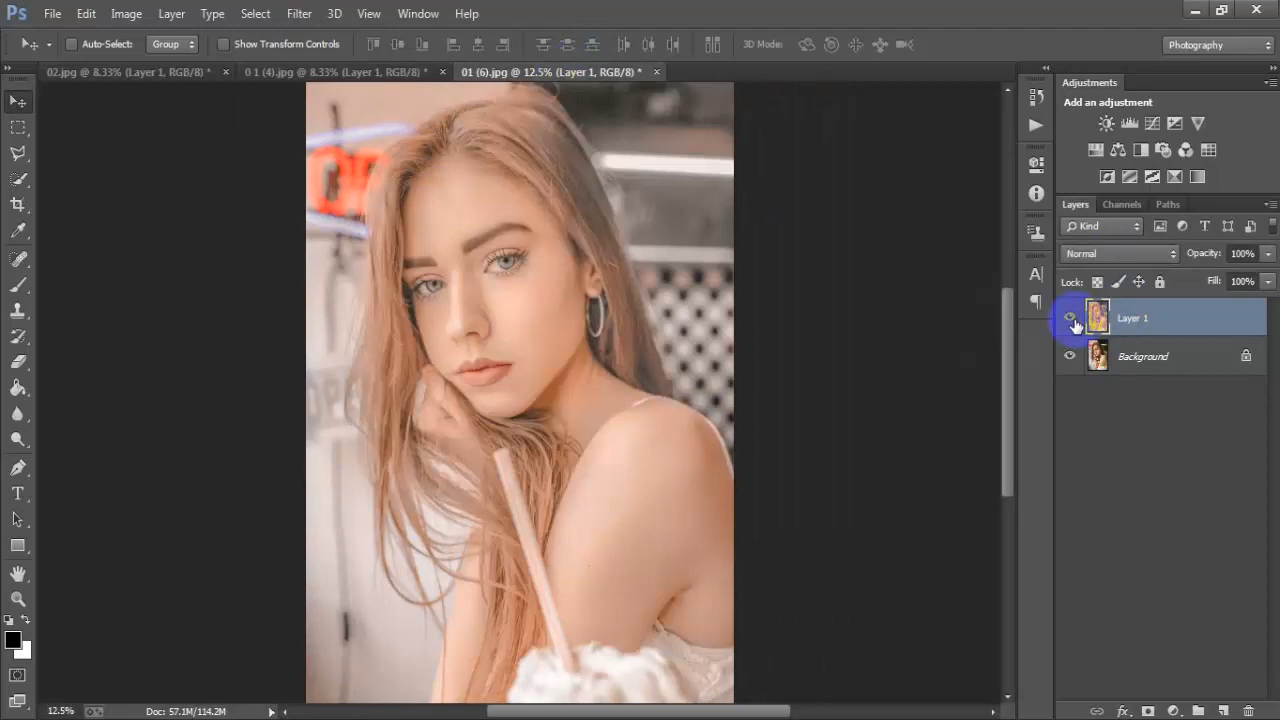 Ps File Edit Image Layer Type Select Filter 3D View Window Help
Auto-Select: Group Show Transform Controls 3D Mode: Photography
02.jpg @ 8.33% (Layer 1, RGB/8) * × 0 1 (4).jpg @ 8.33% (Layer 1, RGB/8) * × 01 (6).jpg @ 12.5% (Layer 1, RGB/8) * ×
Adjustments
Add an adjustment
Layers Channels Paths
Kind
Normal Opacity: 100%
Lock: Fill: 100%
Layer 1
Background
12.5% Doc: 57.1M/114.2M